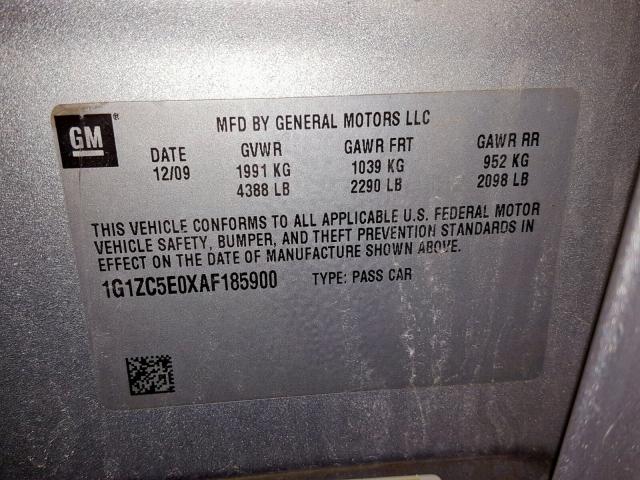 GM ®
MFD BY GENERAL MOTORS LLC
DATE GVWR GAWR FRT GAWR RR
12/09 1991 KG 1039 KG 952 KG
4388 LB 2290 LB 2098 LB
THIS VEHICLE CONFORMS TO ALL APPLICABLE U.S. FEDERAL MOTOR
VEHICLE SAFETY, BUMPER, AND THEFT PREVENTION STANDARDS IN
EFFECT ON THE DATE OF MANUFACTURE SHOWN ABOVE.
1G1ZC5E0XAF185900 TYPE: PASS CAR